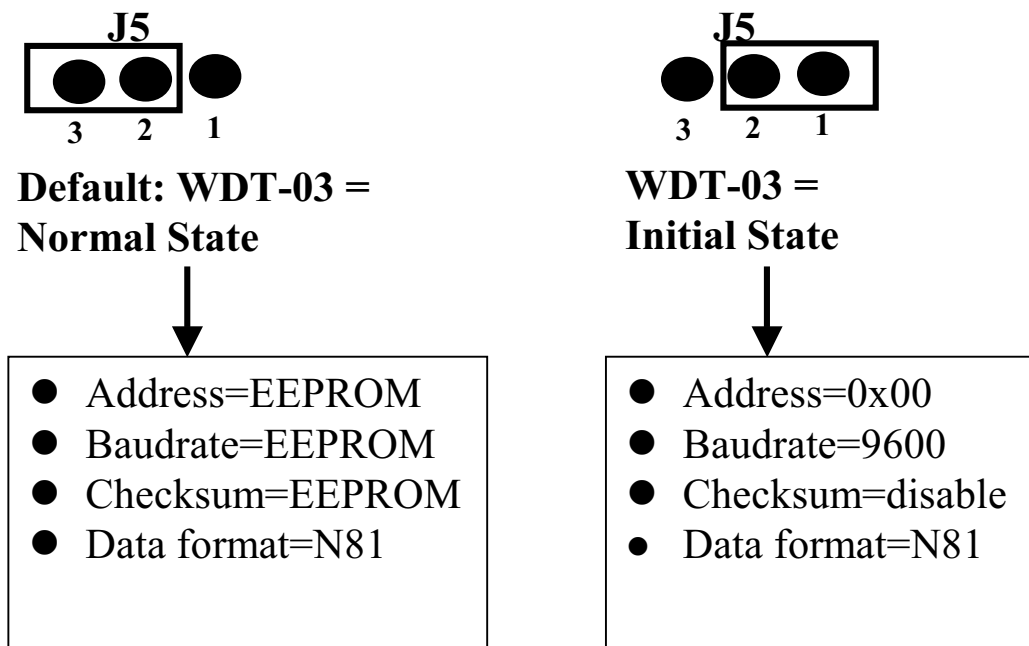 J5
3 2 1
Default: WDT-03 =
Normal State
● Address=EEPROM
● Baudrate=EEPROM
● Checksum=EEPROM
● Data format=N81
J5
3 2 1
WDT-03 =
Initial State
● Address=0x00
● Baudrate=9600
● Checksum=disable
● Data format=N81